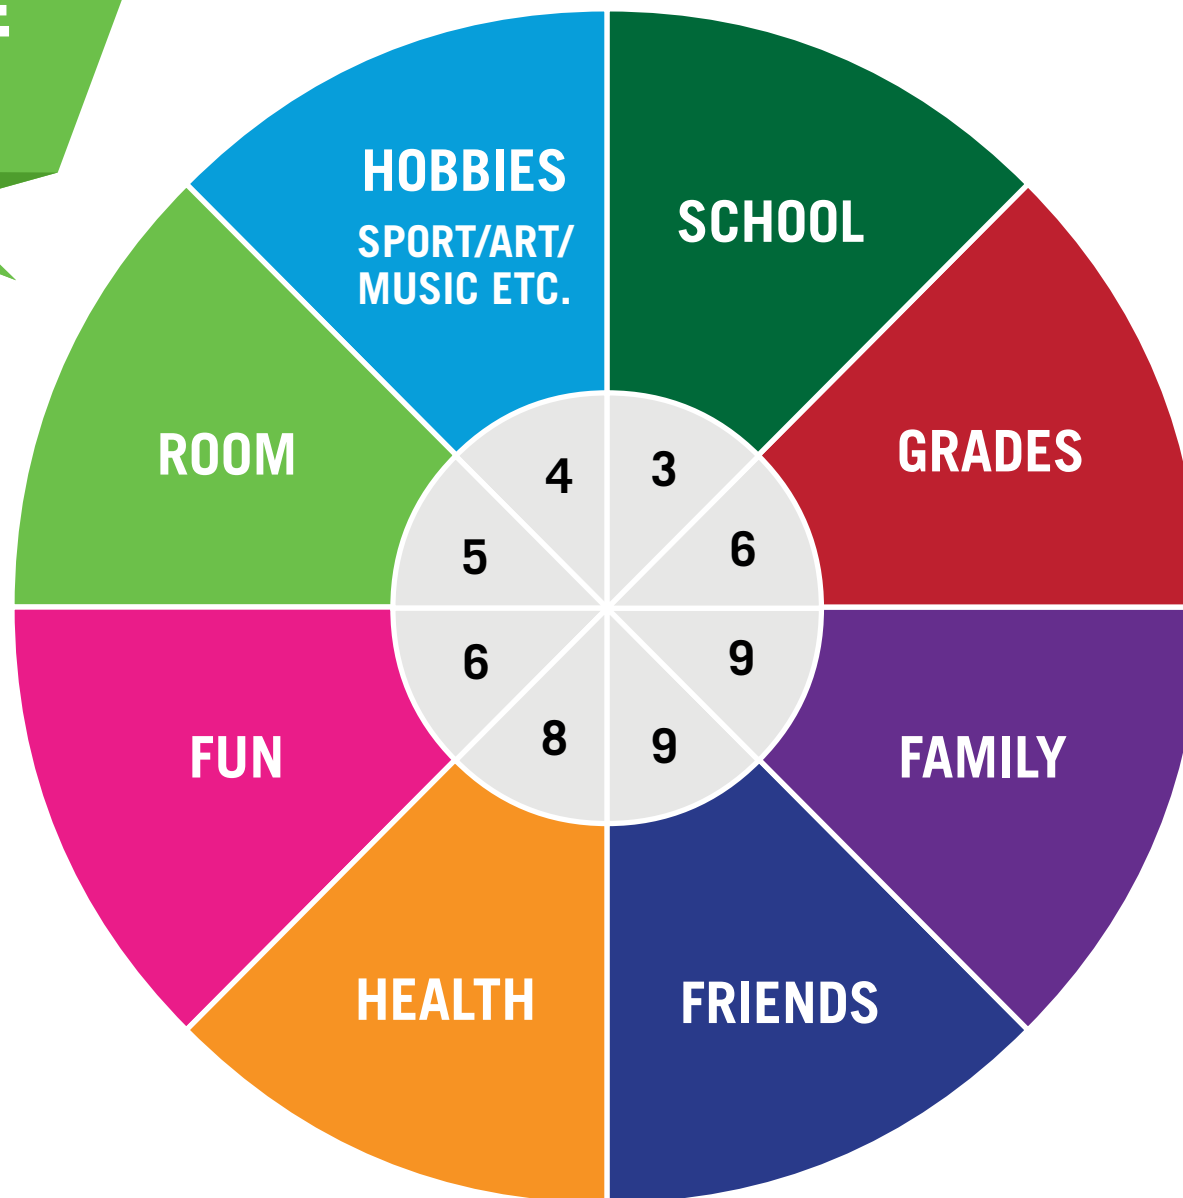 HOBBIES
SPORT/ART/
MUSIC ETC.
SCHOOL
ROOM
GRADES
4
3
5
6
6
9
8
9
FUN
FAMILY
HEALTH
FRIENDS